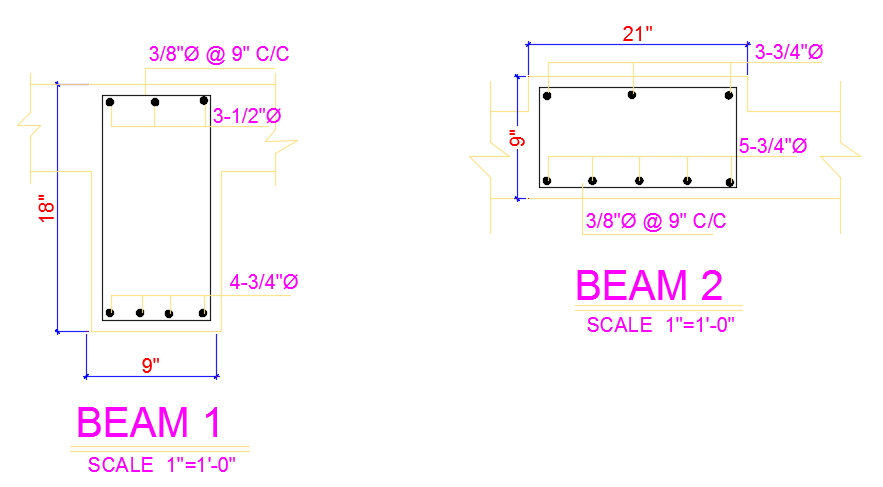 3/8"Ø @ 9" C/C
3-1/2"Ø
18"
4-3/4"Ø
9"
BEAM 1
SCALE 1"=1'-0"
21"
3-3/4"Ø
9"
5-3/4"Ø
3/8"Ø @ 9" C/C
BEAM 2
SCALE 1"=1'-0"